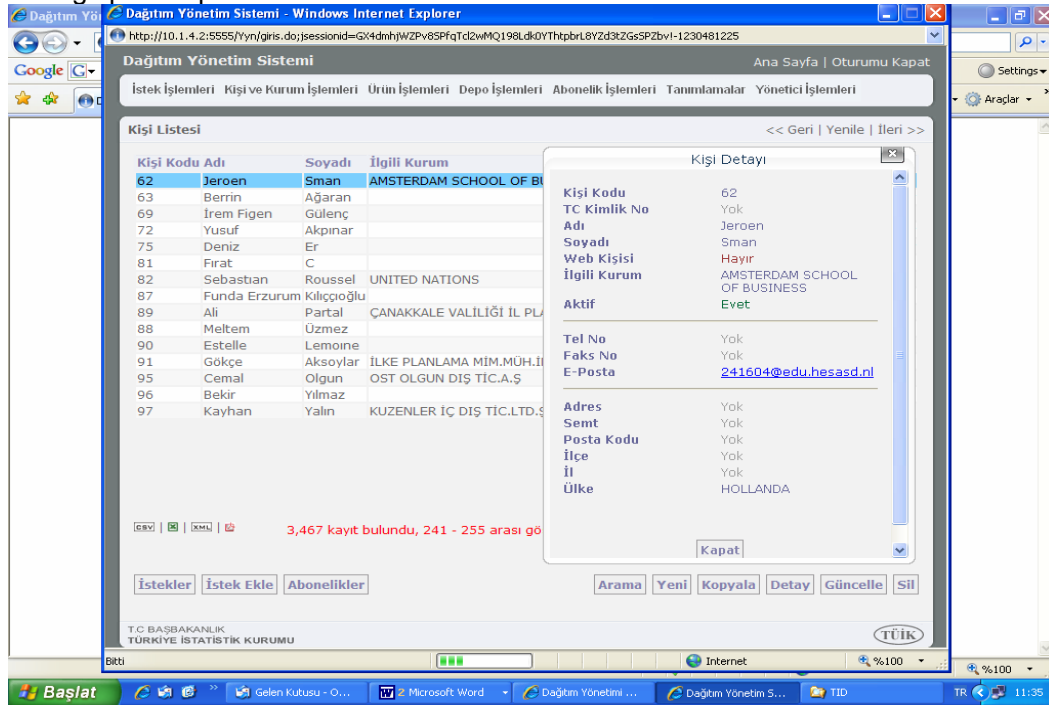 Dağıtım Yö
Dağıtım Yönetim Sistemi - Windows Internet Explorer
http://10.1.4.2:5555/Yyn/giris.do;jsessionid=
Google
Settings
Araçlar
Dağıtım Yönetim Sistemi
Ana Sayfa | Oturumu Kapat
İstek İşlemleri Kişi ve Kurum İşlemleri Ürün İşlemleri Depo İşlemleri Abonelik İşlemleri Tanımlamalar Yönetici İşlemleri
Kişi Listesi
<< Geri | Yenile | İleri >>
Kişi Kodu Adı Soyadı İlgili Kurum
62 Jeroen Sman AMSTERDAM SCHOOL OF BU
63 Berrin Ağaran
69 İrem Figen Gülenç
72 Yusuf Akpınar
75 Deniz Er
81 Fırat C
82 Sebastıan Roussel UNITED NATIONS
87 Funda Erzurum Kılıçcıoğlu
89 Ali Partal ÇANAKKALE VALİLİĞİ İL PLA
88 Meltem Üzmez
90 Estelle Lemoıne
91 Gökçe Aksoylar İLKE PLANLAMA MİM.MÜH.İ
95 Cemal Olgun OST OLGUN DIŞ TİC.A.Ş
96 Bekir Yılmaz
97 Kayhan Yalın KUZENLER İÇ DIŞ TİC.LTD.Ş
Kişi Detayı
Kişi Kodu 62
TC Kimlik No Yok
Adı Jeroen
Soyadı Sman
Web Kişisi Hayır
İlgili Kurum AMSTERDAM SCHOOL
OF BUSINESS
Aktif Evet
Tel No Yok
Faks No Yok
E-Posta 241604@edu.hesasd.nl
Adres Yok
Semt Yok
Posta Kodu Yok
İlçe Yok
İl Yok
Ülke HOLLANDA
Kapat
CSV | XML |
3,467 kayıt bulundu, 241 - 255 arası gö
İstekler İstek Ekle Abonelikler
Arama Yeni Kopyala Detay Güncelle Sil
T.C BAŞBAKANLIK
TÜRKİYE İSTATİSTİK KURUMU
TÜİK
Bitti
Internet
%100
%100
Başlat
Gelen Kutusu - O...
2 Microsoft Word
Dağıtım Yönetimi ...
Dağıtım Yönetim S...
TID
TR
11:35